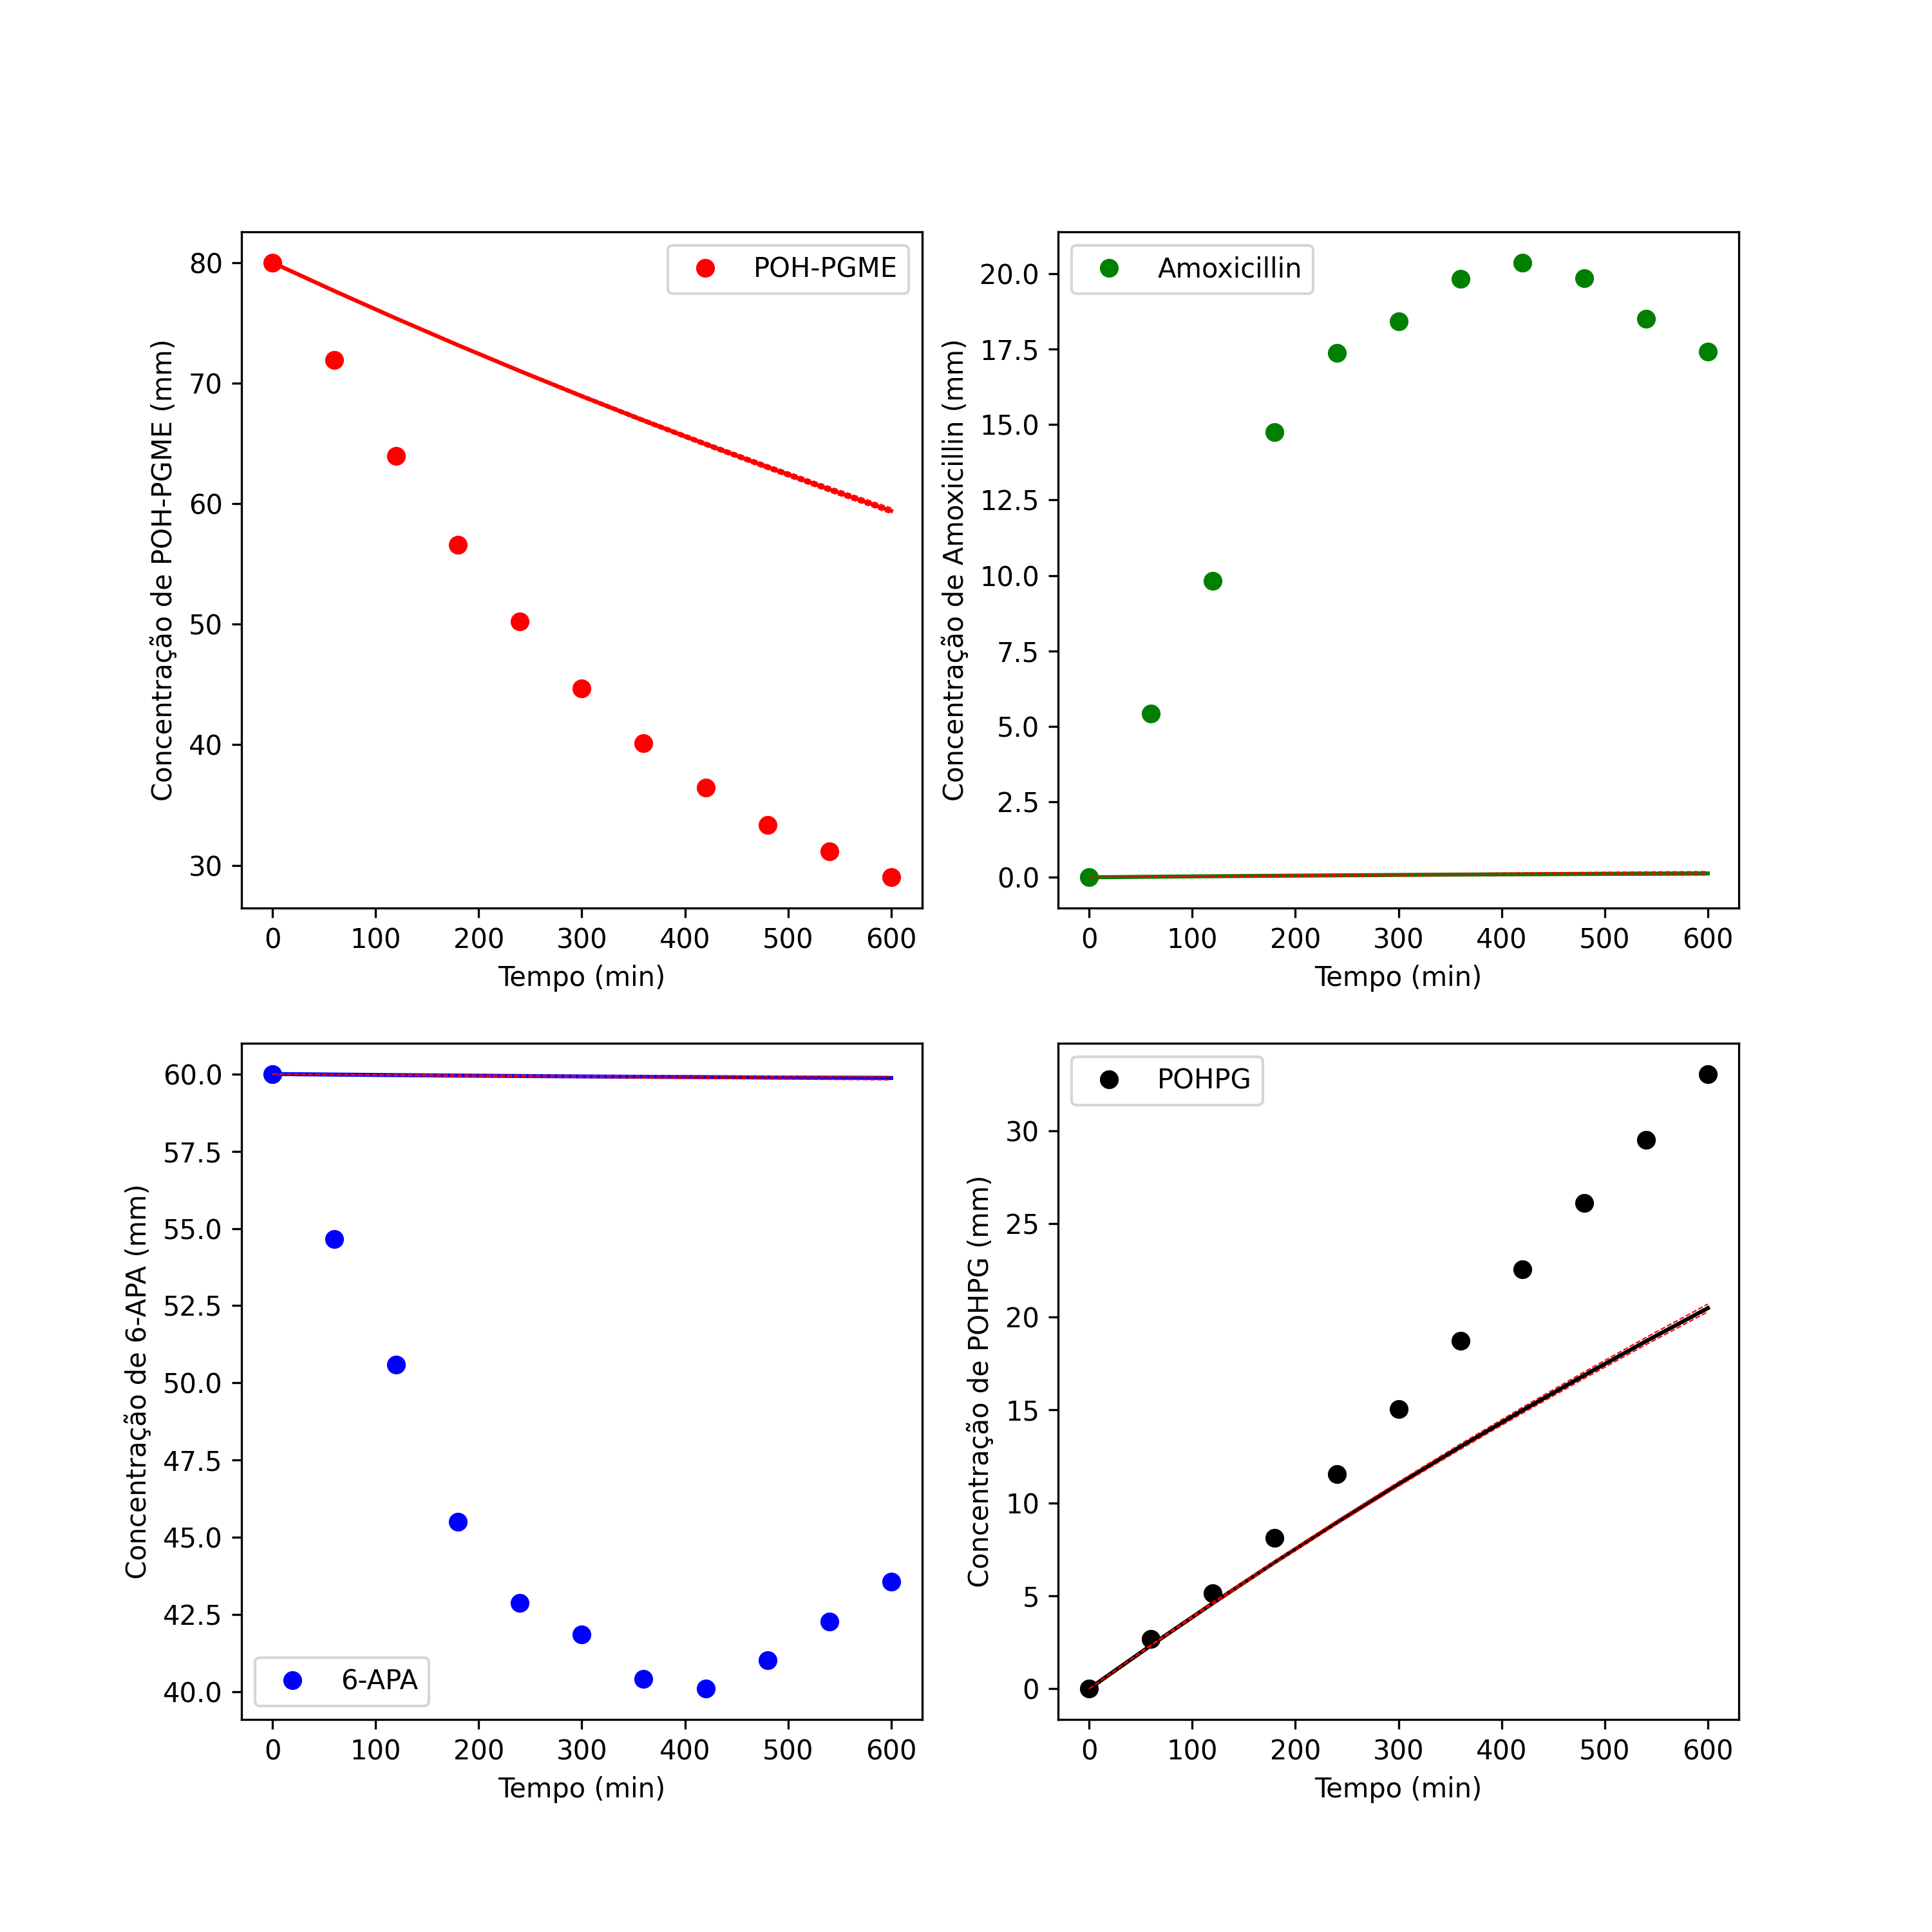 POH-PGME
Concentração de POH-PGME (mm)
80
70
60
50
40
30
0 100 200 300 400 500 600
Tempo (min)
Amoxicillin
Concentração de Amoxicillin (mm)
20.0
17.5
15.0
12.5
10.0
7.5
5.0
2.5
0.0
0 100 200 300 400 500 600
Tempo (min)
Concentração de 6-APA (mm)
60.0
57.5
55.0
52.5
50.0
47.5
45.0
42.5
40.0
6-APA
0 100 200 300 400 500 600
Tempo (min)
POHPG
Concentração de POHPG (mm)
30
25
20
15
10
5
0
0 100 200 300 400 500 600
Tempo (min)